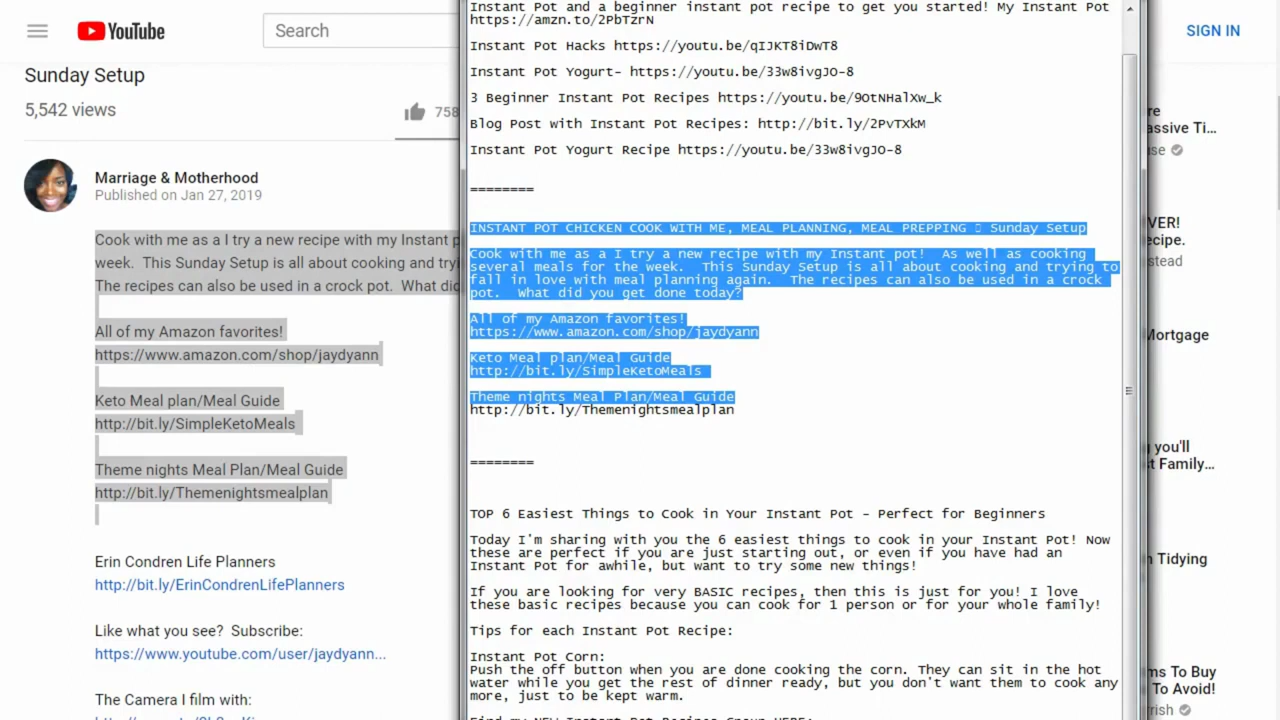 YouTube
Search
SIGN IN
Sunday Setup
5,542 views
758
Marriage & Motherhood
Published on Jan 27, 2019
Cook with me as a I try a new recipe with my Instant p
week. This Sunday Setup is all about cooking and tryi
The recipes can also be used in a crock pot. What did
All of my Amazon favorites!
https://www.amazon.com/shop/jaydyann
Keto Meal plan/Meal Guide
http://bit.ly/SimpleKetoMeals
Theme nights Meal Plan/Meal Guide
http://bit.ly/Themenightsmealplan
Erin Condren Life Planners
http://bit.ly/ErinCondrenLifePlanners
Like what you see? Subscribe:
https://www.youtube.com/user/jaydyann...
The Camera I film with:
Instant Pot and a beginner instant pot recipe to get you started! My Instant Pot
https://amzn.to/2PbTzrN
Instant Pot Hacks https://youtu.be/qIJKT8iDwT8
Instant Pot Yogurt- https://youtu.be/33w8ivgJO-8
3 Beginner Instant Pot Recipes https://youtu.be/9OtNHalXw_k
Blog Post with Instant Pot Recipes: http://bit.ly/2PvTXkM
Instant Pot Yogurt Recipe https://youtu.be/33w8ivgJO-8
========
INSTANT POT CHICKEN COOK WITH ME, MEAL PLANNING, MEAL PREPPING Sunday Setup
Cook with me as a I try a new recipe with my Instant pot! As well as cooking
several meals for the week. This Sunday Setup is all about cooking and trying to
fall in love with meal planning again. The recipes can also be used in a crock
pot. What did you get done today?
All of my Amazon favorites!
https://www.amazon.com/shop/jaydyann
Keto Meal plan/Meal Guide
http://bit.ly/SimpleKetoMeals
Theme nights Meal Plan/Meal Guide
http://bit.ly/Themenightsmealplan
========
TOP 6 Easiest Things to Cook in Your Instant Pot - Perfect for Beginners
Today I'm sharing with you the 6 easiest things to cook in your Instant Pot! Now
these are perfect if you are just starting out, or even if you have had an
Instant Pot for awhile, but want to try some new things!
If you are looking for very BASIC recipes, then this is just for you! I love
these basic recipes because you can cook for 1 person or for your whole family!
Tips for each Instant Pot Recipe:
Instant Pot Corn:
Push the off button when you are done cooking the corn. They can sit in the hot
water while you get the rest of dinner ready, but you don't want them to cook any
more, just to be kept warm.
re
assive Ti...
use
VER!
ecipe.
stead
Mortgage
g you'll
t Family...
n Tidying
ms To Buy
To Avoid!
rish